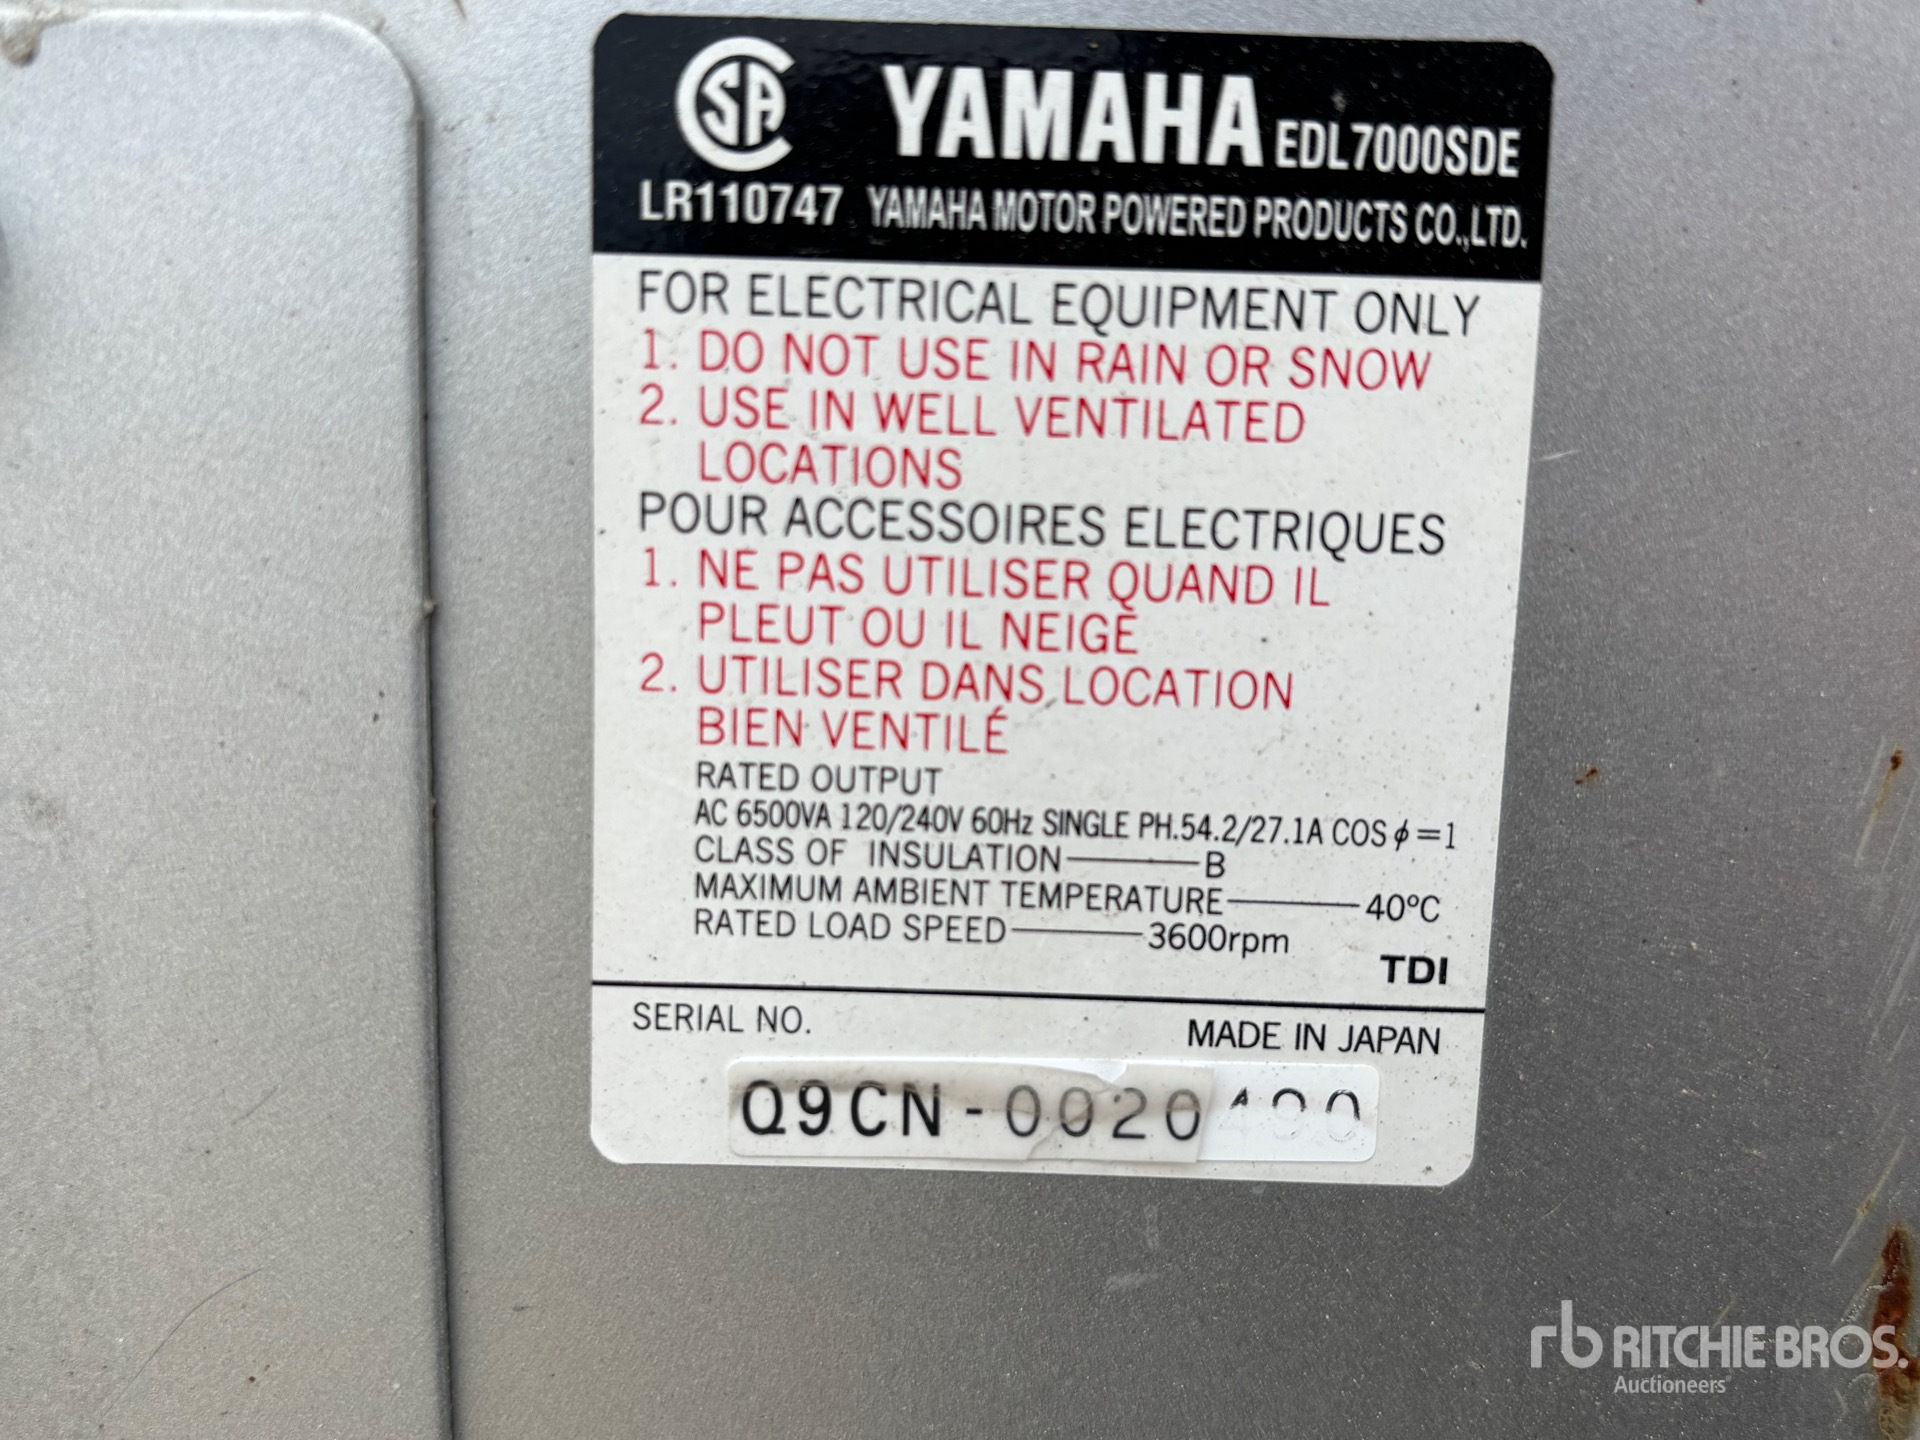 CSA YAMAHA EDL7000SDE
LR110747 YAMAHA MOTOR POWERED PRODUCTS CO.,LTD.
FOR ELECTRICAL EQUIPMENT ONLY
1. DO NOT USE IN RAIN OR SNOW
2. USE IN WELL VENTILATED
LOCATIONS
POUR ACCESSOIRES ELECTRIQUES
1. NE PAS UTILISER QUAND IL
PLEUT OU IL NEIGE
2. UTILISER DANS LOCATION
BIEN VENTILÉ
RATED OUTPUT
AC 6500VA 120/240V 60Hz SINGLE PH.54.2/27.1A COS ϕ=1
CLASS OF INSULATION B
MAXIMUM AMBIENT TEMPERATURE 40°C
RATED LOAD SPEED 3600rpm
TDI
SERIAL NO. MADE IN JAPAN
Q9CN-0020
rb RITCHIE BROS.
Auctioneers